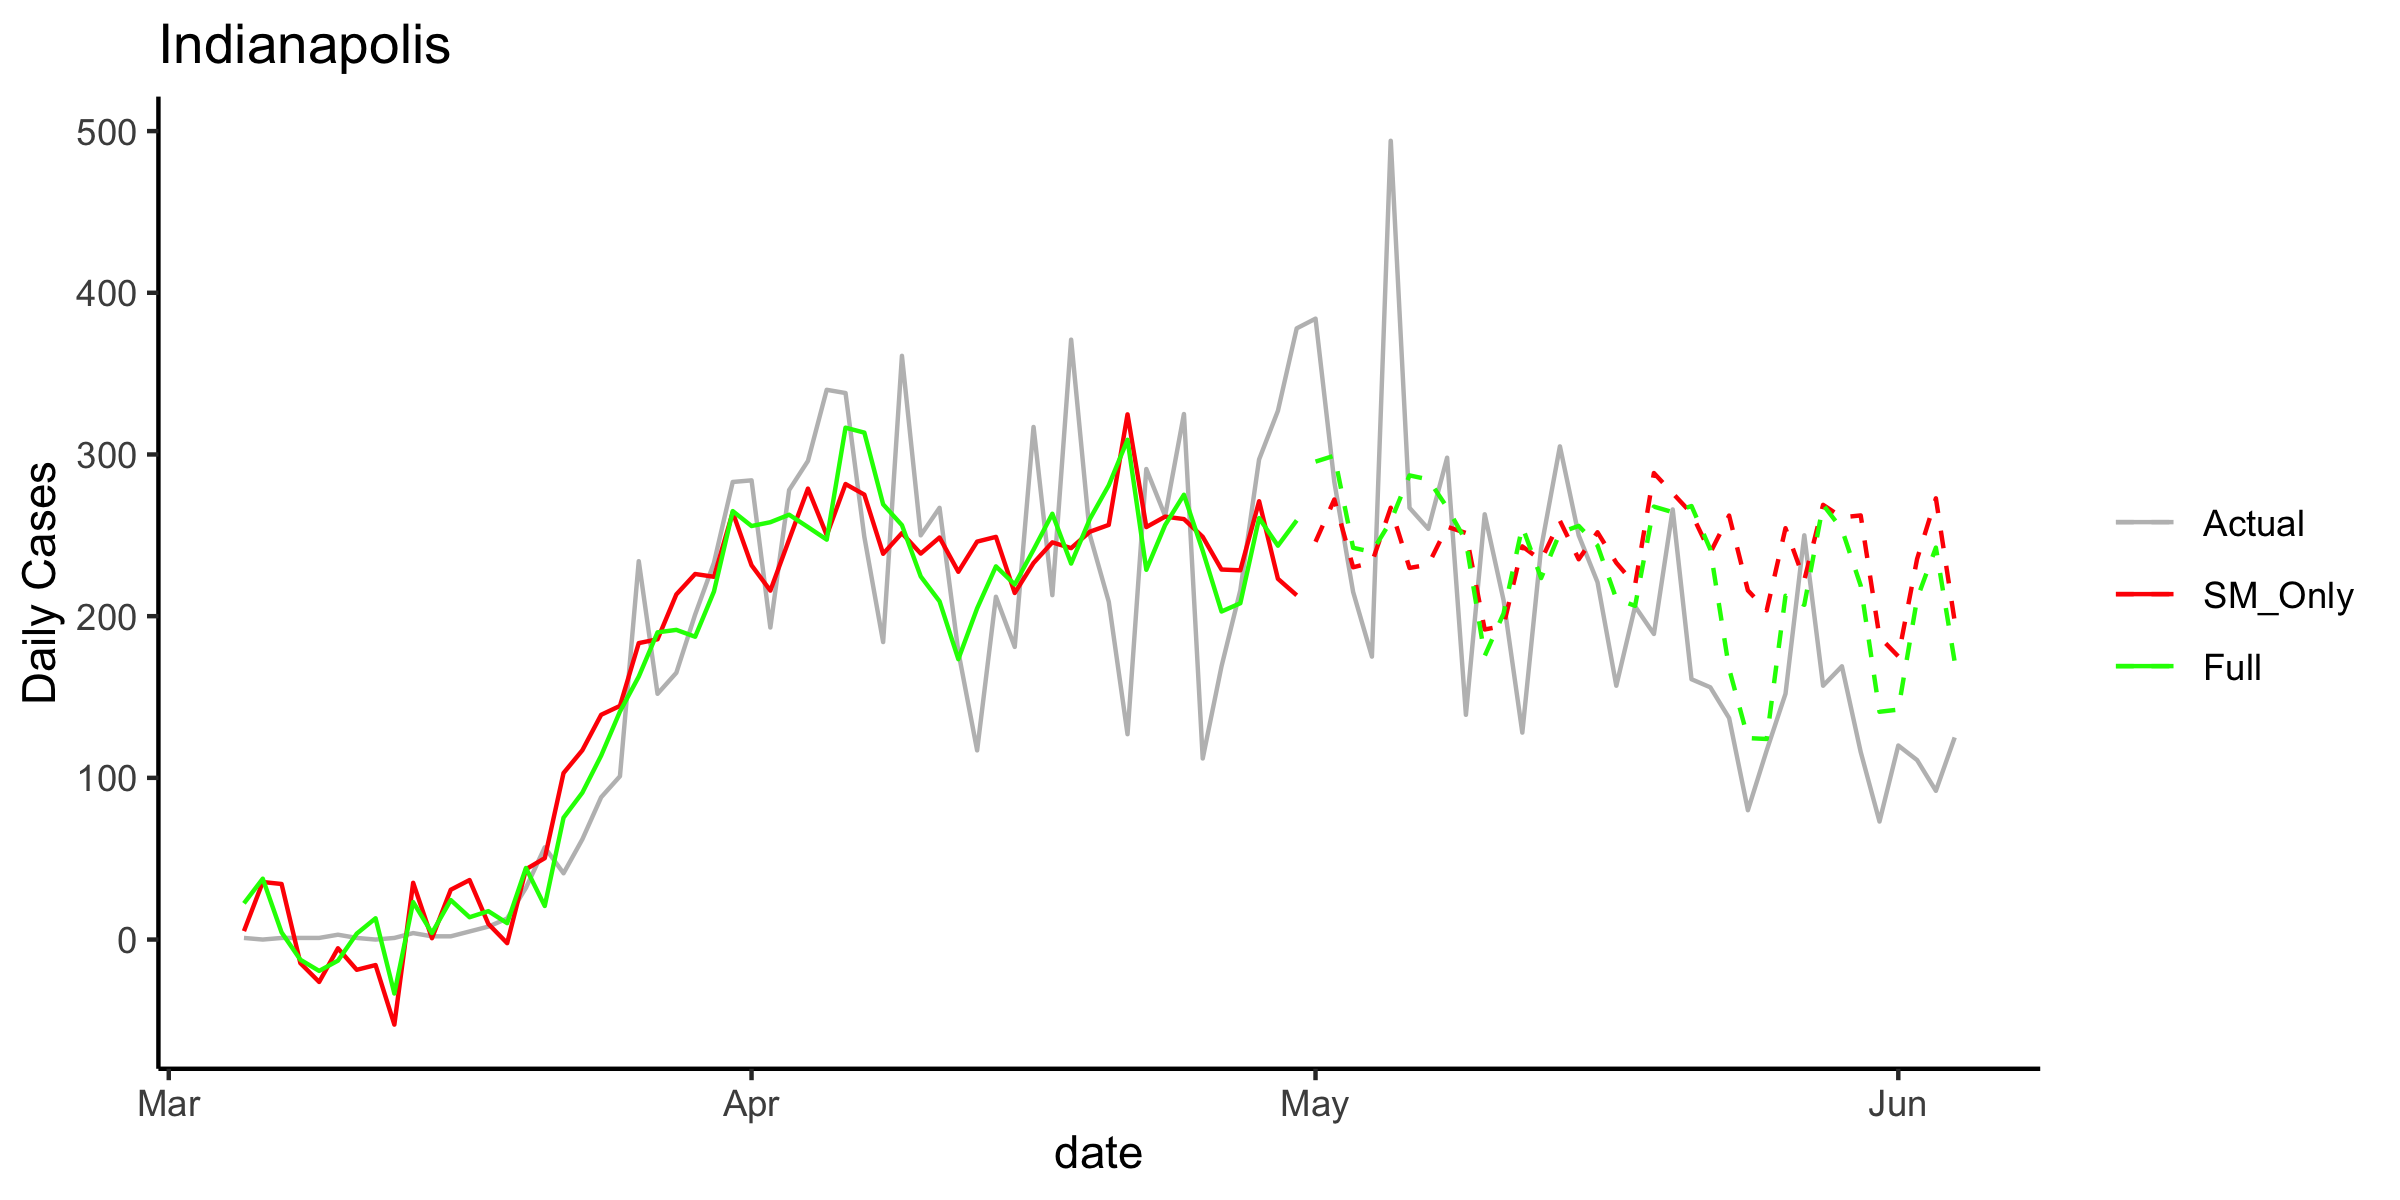 Indianapolis
500
400
300
200
100
0
Daily Cases
Mar
Apr
May
Jun
date
Actual
SM_Only
Full